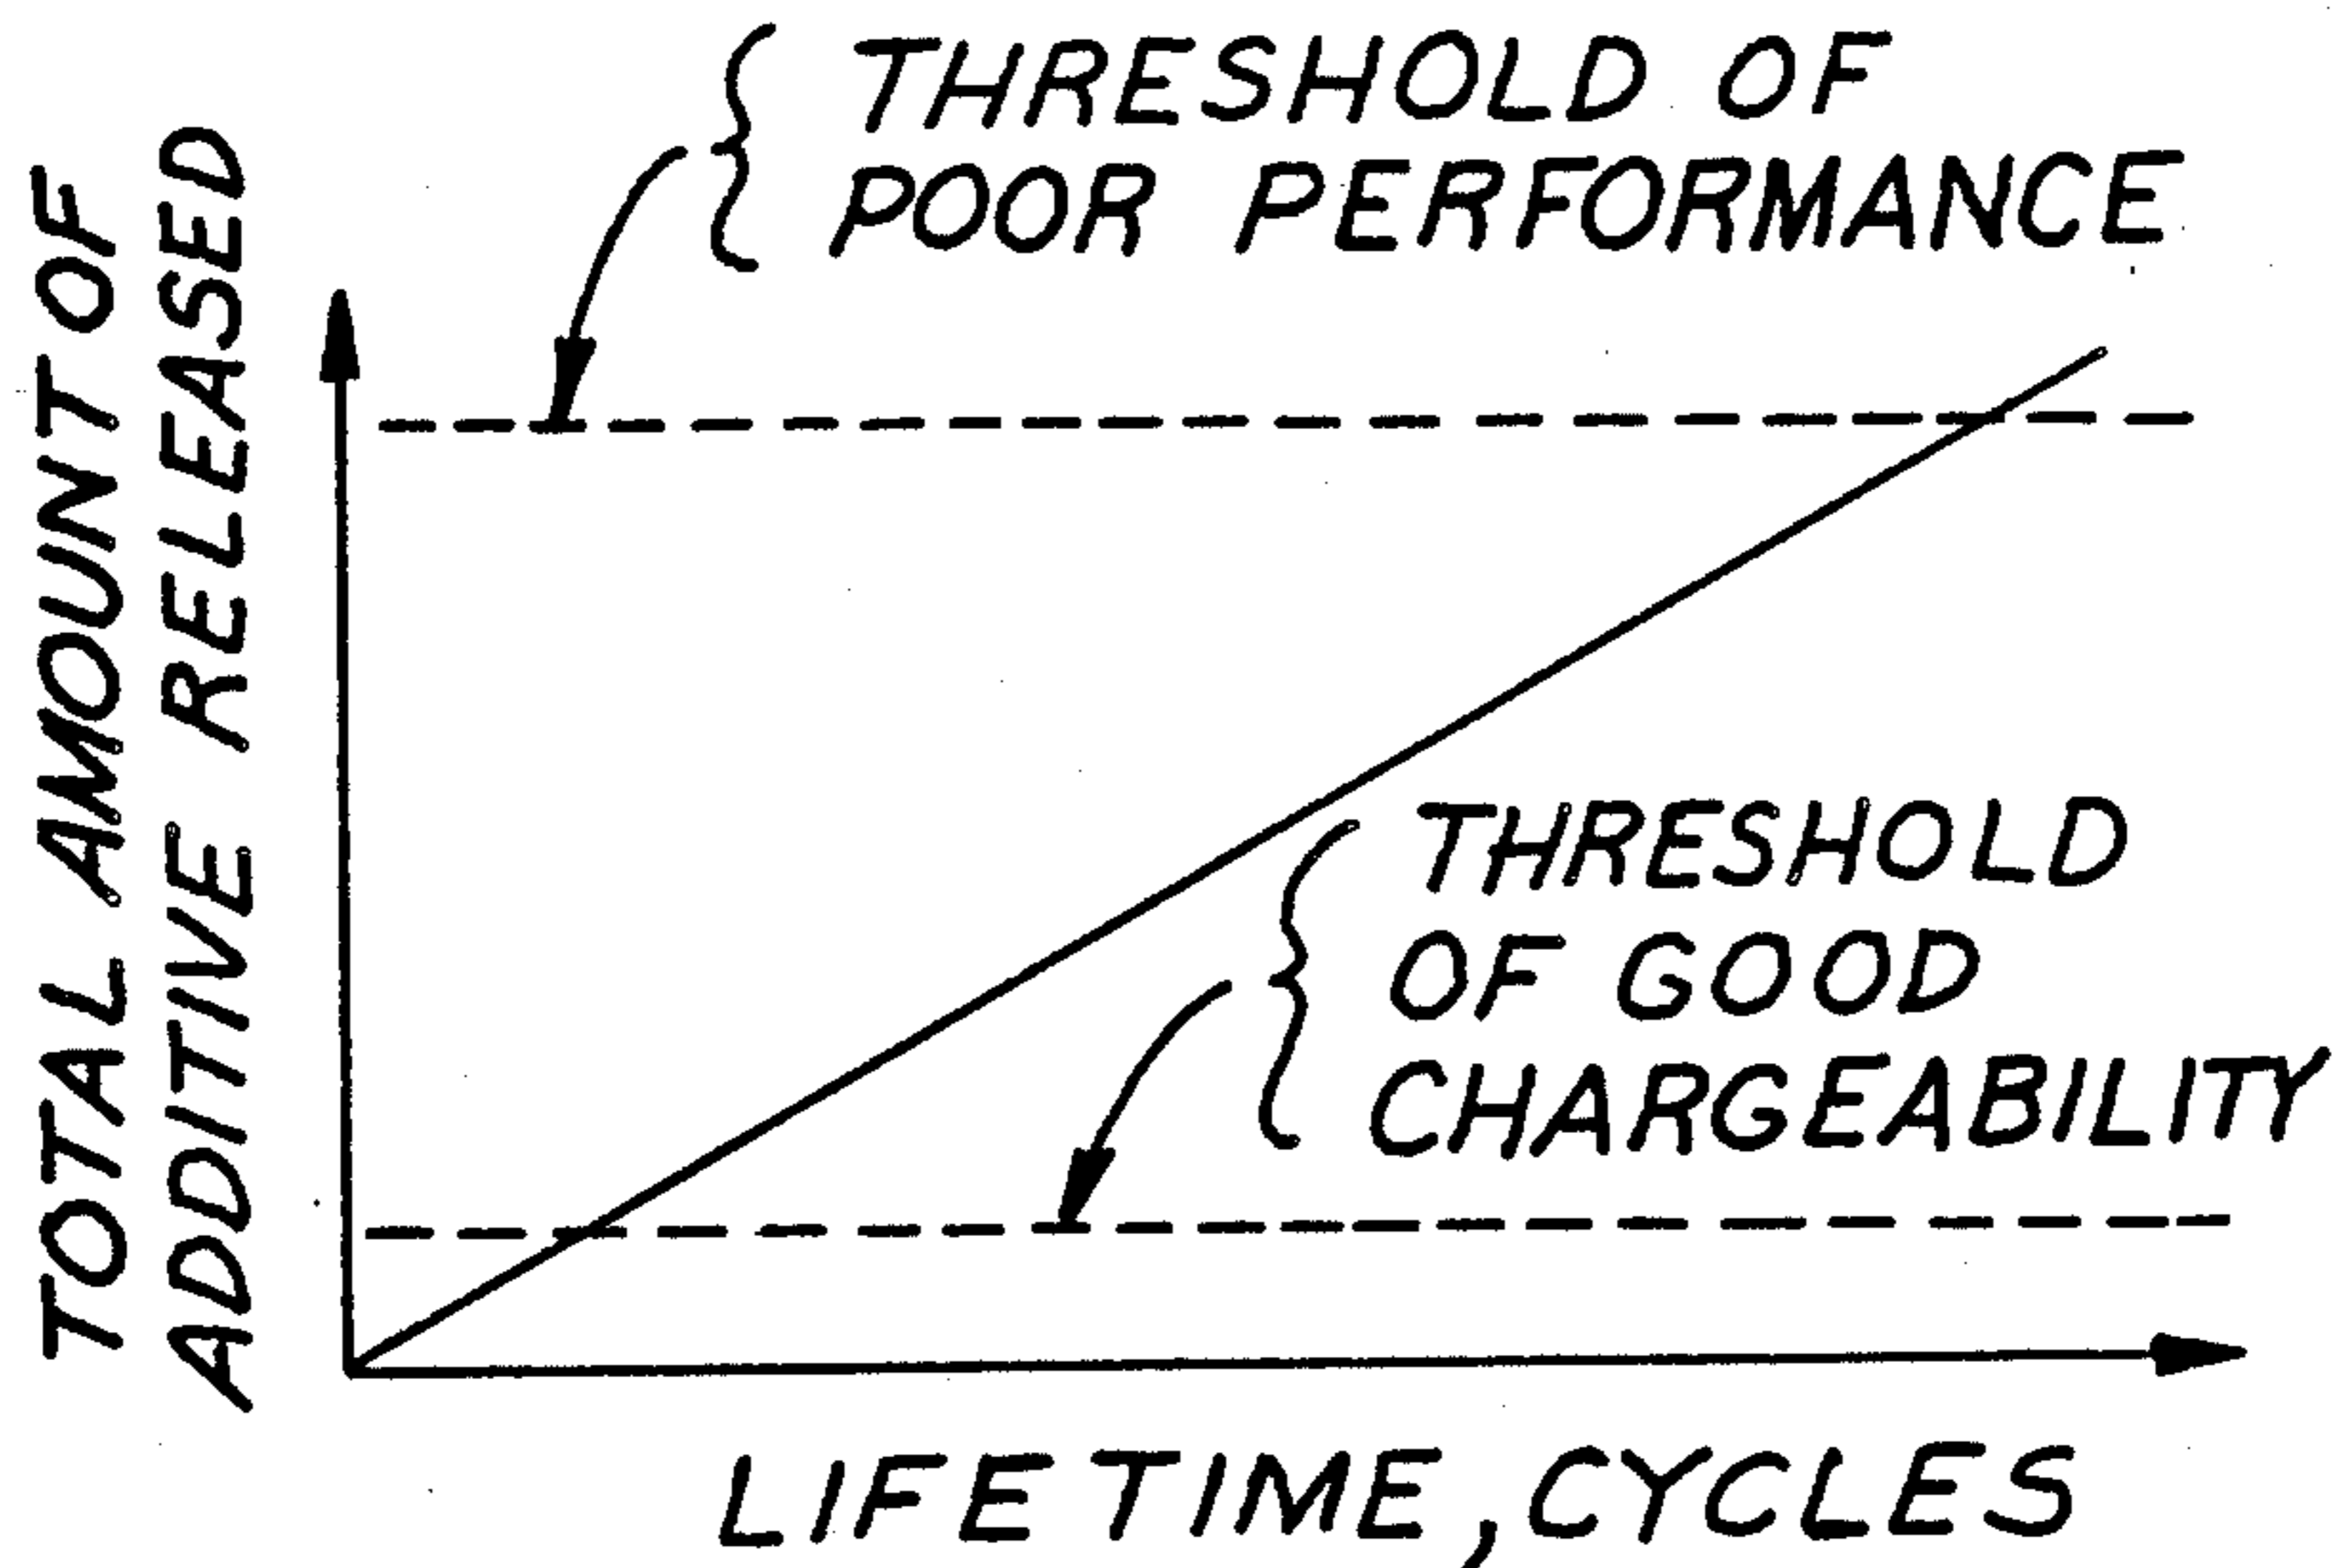 THRESHOLD OF
POOR PERFORMANCE
TOTAL AMOUNT OF
ADDITIVE RELEASED
THRESHOLD
OF GOOD
CHARGEABILITY
LIFETIME, CYCLES